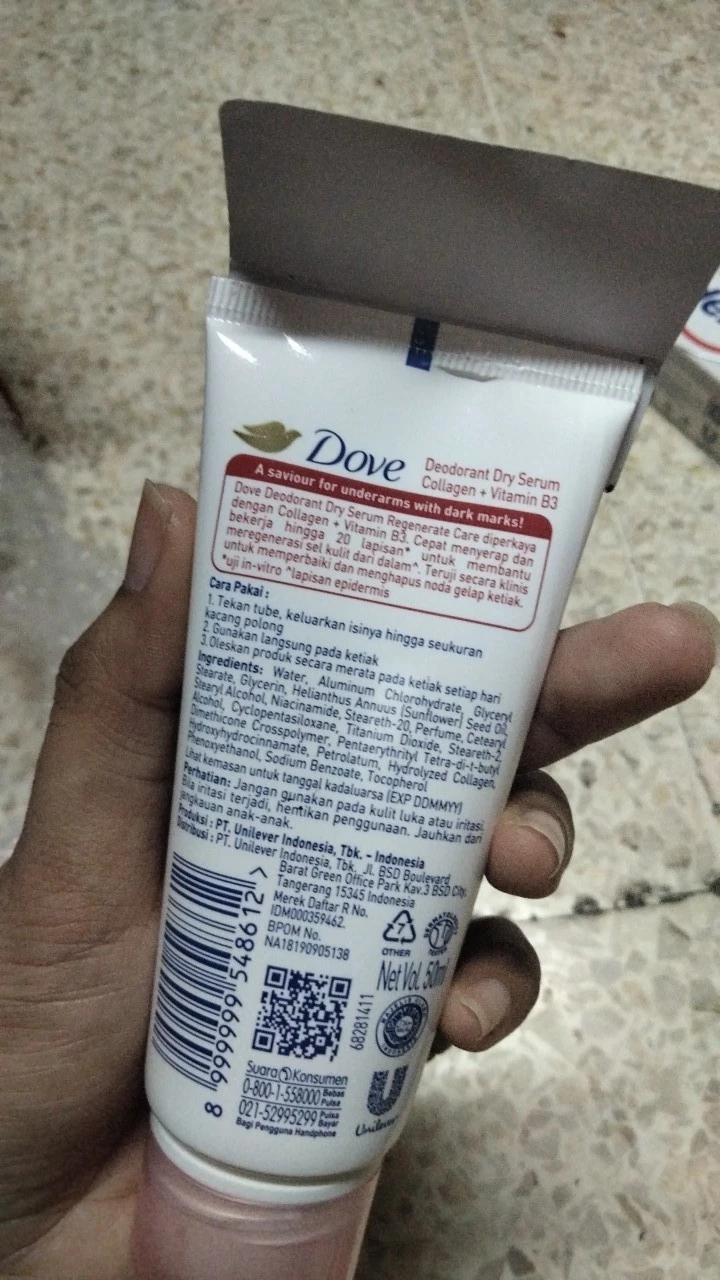 Dove
Deodorant Dry Serum
Collagen + Vitamin B3
A saviour for underarms with dark marks!
Dove Deodorant Dry Serum Regenerate Care diperkaya
dengan Collagen + Vitamin B3. Cepat menyerap dan
bekerja hingga 20 lapisan* untuk membantu
meregenerasi sel kulit dari dalam^. Teruji secara klinis
untuk memperbaiki dan menghapus noda gelap ketiak.
*uji in-vitro ^lapisan epidermis
Cara Pakai :
1. Tekan tube, keluarkan isinya hingga seukuran
kacang polong
2. Gunakan langsung pada ketiak
3. Oleskan produk secara merata pada ketiak setiap hari
Ingredients: Water, Aluminum Chlorohydrate, Glyceryl
Stearate, Glycerin, Helianthus Annuus (Sunflower) Seed Oil,
Stearyl Alcohol, Niacinamide, Steareth-20, Perfume, Cetearyl
Alcohol, Cyclopentasiloxane, Titanium Dioxide, Steareth-2,
Dimethicone Crosspolymer, Pentaerythrityl Tetra-di-t-butyl
Hydroxyhydrocinnamate, Petrolatum, Hydrolyzed Collagen,
Phenoxyethanol, Sodium Benzoate, Tocopherol
Lihat kemasan untuk tanggal kadaluarsa (EXP DDMMYY)
Perhatian: Jangan gunakan pada kulit luka atau iritasi.
Bila iritasi terjadi, hentikan penggunaan. Jauhkan dari
jangkauan anak-anak.
Produksi : PT. Unilever Indonesia, Tbk. - Indonesia
Distribusi : PT. Unilever Indonesia, Tbk. Jl. BSD Boulevard
Barat Green Office Park Kav.3 BSD City,
Tangerang 15345 Indonesia
Merek Daftar R No.
IDM000359462.
BPOM No.
NA18190905138
7
OTHER
Net Vol. 50ml
8 999999 548612 >
68281411
Suara Konsumen
0-800-1-558000 Bebas Pulsa
021-52995299 Pulsa Bayar
Bagi Pengguna Handphone
Unilever